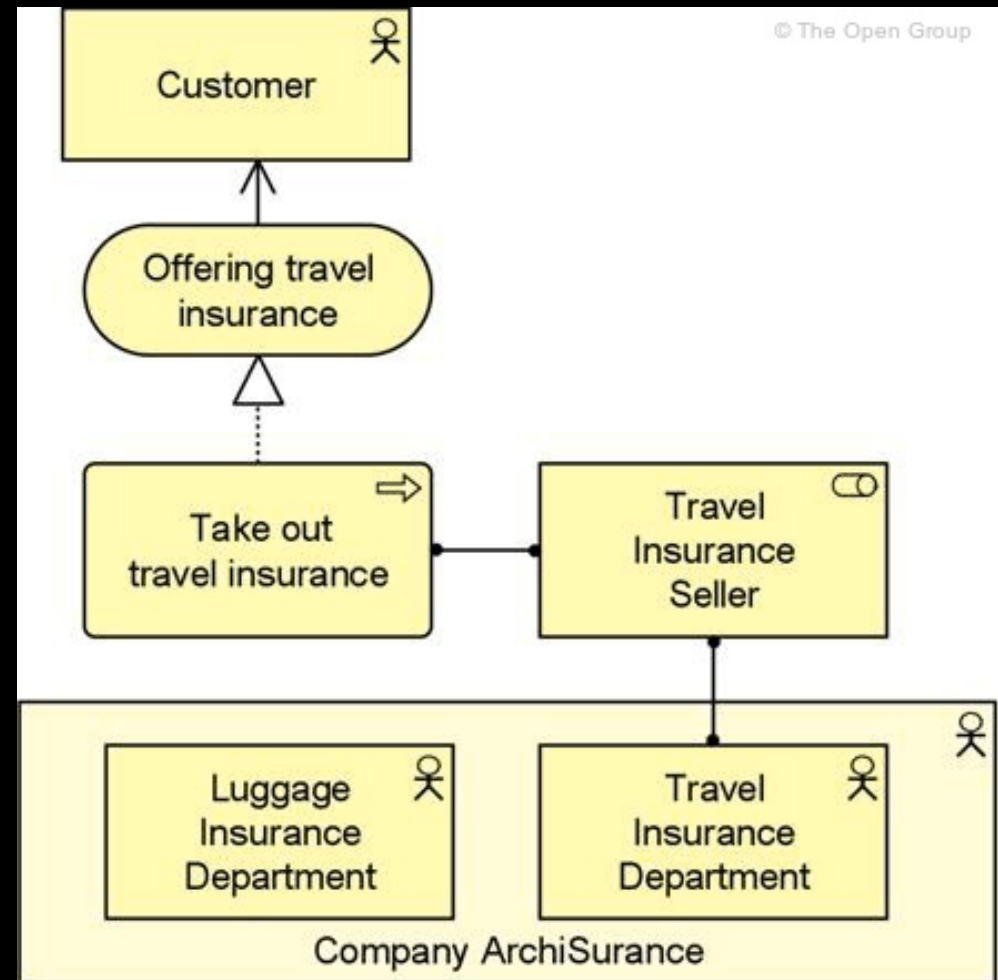 © The Open Group
Customer
Offering travel
insurance
Take out
travel insurance
Travel
Insurance
Seller
Luggage
Insurance
Department
Travel
Insurance
Department
Company ArchiSurance